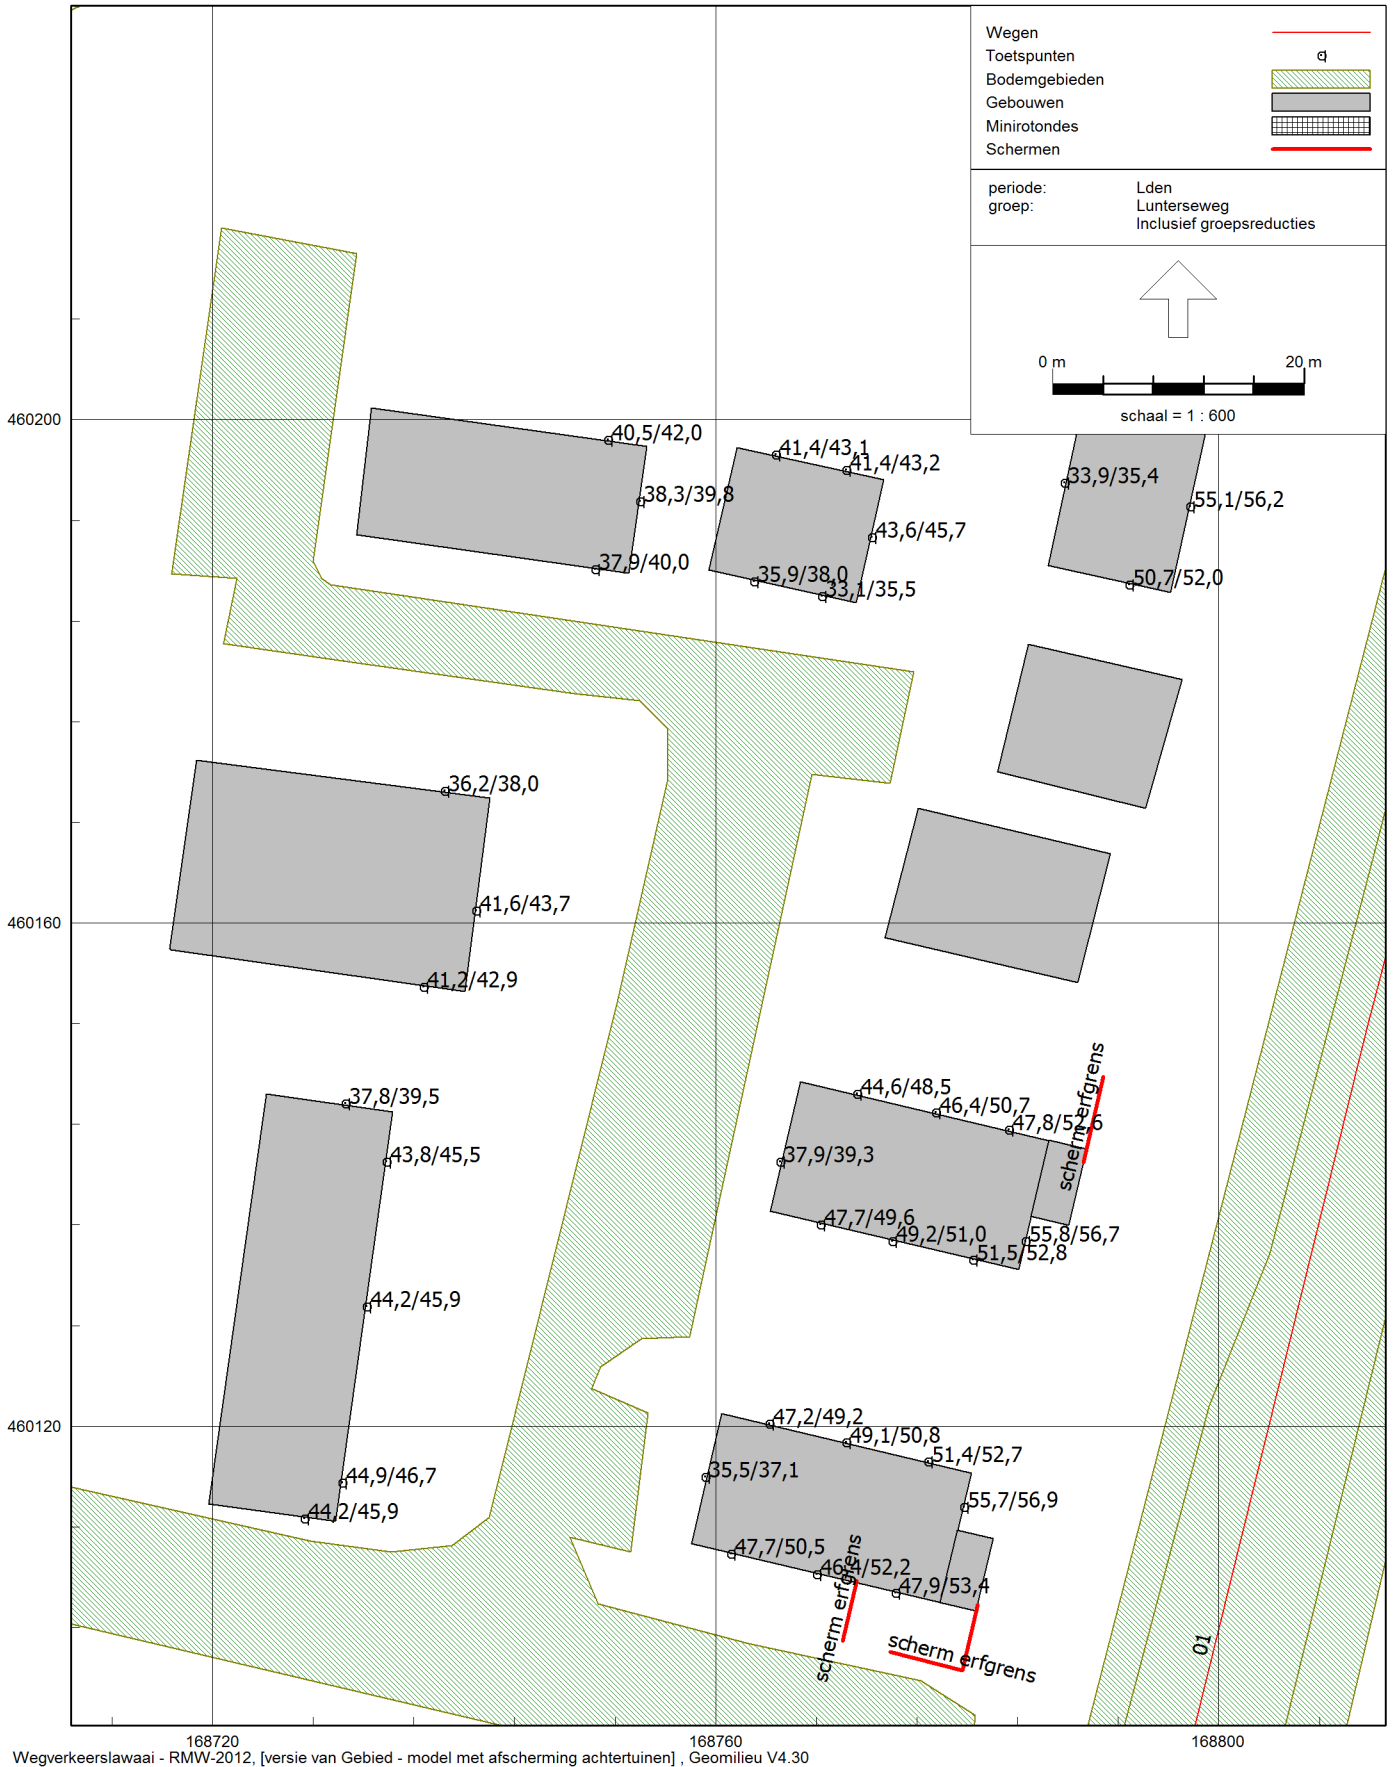 Wegen
Toetspunten
Bodemgebieden
Gebouwen
Minirotondes
Schermen
periode: Lden
groep: Lunterseweg
Inclusief groepsreducties
0 m 20 m
schaal = 1 : 600
460200
40,5/42,0
41,4/43,1
41,4/43,2
33,9/35,4
38,3/39,8
55,1/56,2
43,6/45,7
37,9/40,0
35,9/38,0
33,1/35,5
50,7/52,0
36,2/38,0
41,6/43,7
460160
41,2/42,9
scherm erfgrens
37,8/39,5
44,6/48,5
46,4/50,7
47,8/52,6
43,8/45,5
37,9/39,3
47,7/49,6
49,2/51,0
55,8/56,7
51,5/52,8
44,2/45,9
460120
47,2/49,2
49,1/50,8
51,4/52,7
44,9/46,7
35,5/37,1
55,7/56,9
44,2/45,9
47,7/50,5
46,4/52,2
47,9/53,4
scherm erfgrens
scherm erfgrens
01
168720 168760 168800
Wegverkeerslawaai - RMW-2012, [versie van Gebied - model met afscherming achtertuinen] , Geomilieu V4.30